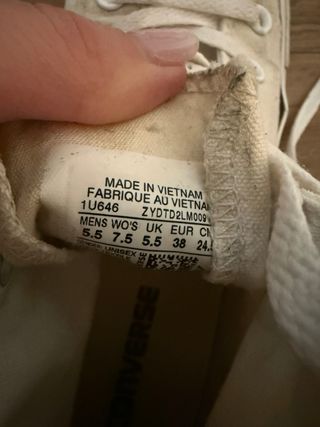 MADE IN VIETNAM
FABRIQUE AU VIETNAM
1U646 ZYDTD2LM009
MENS WO'S UK EUR CM
5.5 7.5 5.5 38 24.5
UNISEX
CONVERSE